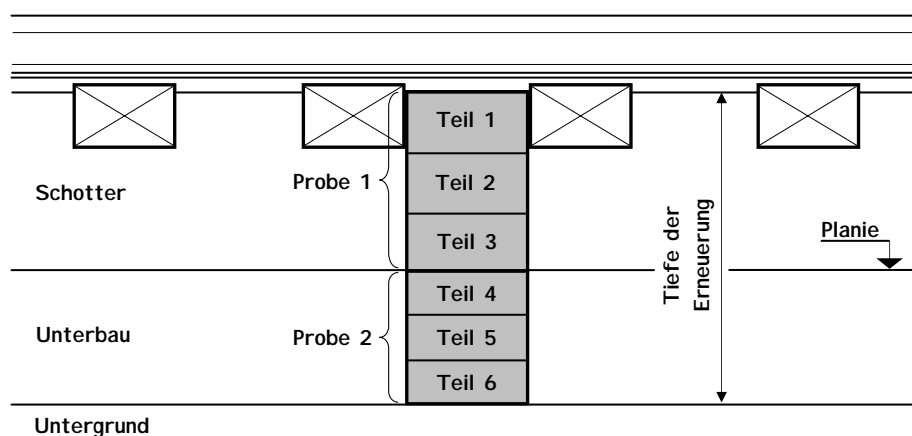 Teil 1
Teil 2
Teil 3
Teil 4
Teil 5
Teil 6
Probe 1
Probe 2
Schotter
Unterbau
Untergrund
Tiefe der
Erneuerung
Planie